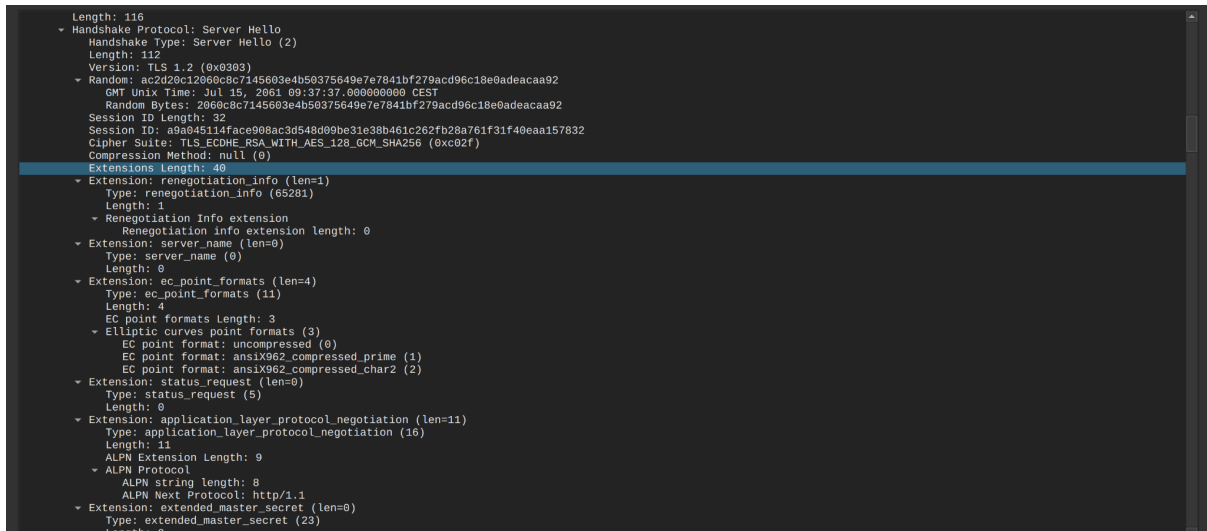 Length: 116
Handshake Protocol: Server Hello
Handshake Type: Server Hello (2)
Length: 112
Version: TLS 1.2 (0x0303)
Random: ac2d20c12060c8c7145603e4b50375649e7e7841bf279acd96c18e0adeacaa92
GMT Unix Time: Jul 15, 2061 09:37:37.000000000 CEST
Random Bytes: 2060c8c7145603e4b50375649e7e7841bf279acd96c18e0adeacaa92
Session ID Length: 32
Session ID: a9a045114face908ac3d548d09be31e38b461c262fb28a761f31f40eaa157832
Cipher Suite: TLS_ECDHE_RSA_WITH_AES_128_GCM_SHA256 (0xc02f)
Compression Method: null (0)
Extensions Length: 40
Extension: renegotiation_info (len=1)
Type: renegotiation_info (65281)
Length: 1
Renegotiation Info extension
Renegotiation info extension length: 0
Extension: server_name (len=0)
Type: server_name (0)
Length: 0
Extension: ec_point_formats (len=4)
Type: ec_point_formats (11)
Length: 4
EC point formats Length: 3
Elliptic curves point formats (3)
EC point format: uncompressed (0)
EC point format: ansiX962_compressed_prime (1)
EC point format: ansiX962_compressed_char2 (2)
Extension: status_request (len=0)
Type: status_request (5)
Length: 0
Extension: application_layer_protocol_negotiation (len=11)
Type: application_layer_protocol_negotiation (16)
Length: 11
ALPN Extension Length: 9
ALPN Protocol
ALPN string length: 8
ALPN Next Protocol: http/1.1
Extension: extended_master_secret (len=0)
Type: extended_master_secret (23)